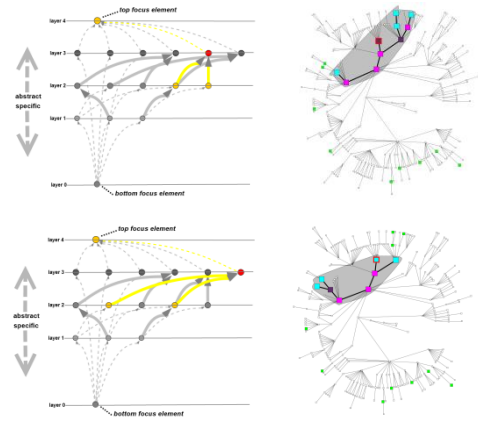 top focus element
layer 4
layer 3
abstract
specific
layer 2
layer 1
layer 0
bottom focus element
top focus element
layer 4
layer 3
abstract
specific
layer 2
layer 1
layer 0
bottom focus element